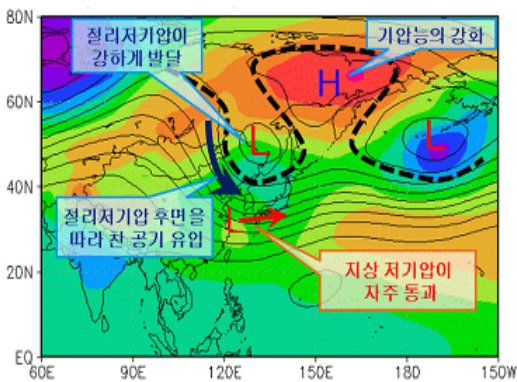 80N
절리저기압이
강하게 발달
기압능의 강화
H
60N
L
L
40N
절리저기압 후면을
따라 찬 공기 유입
L
지상 저기압이
자주 통과
20N
EQ
60E
90E
120E
150E
180
150W